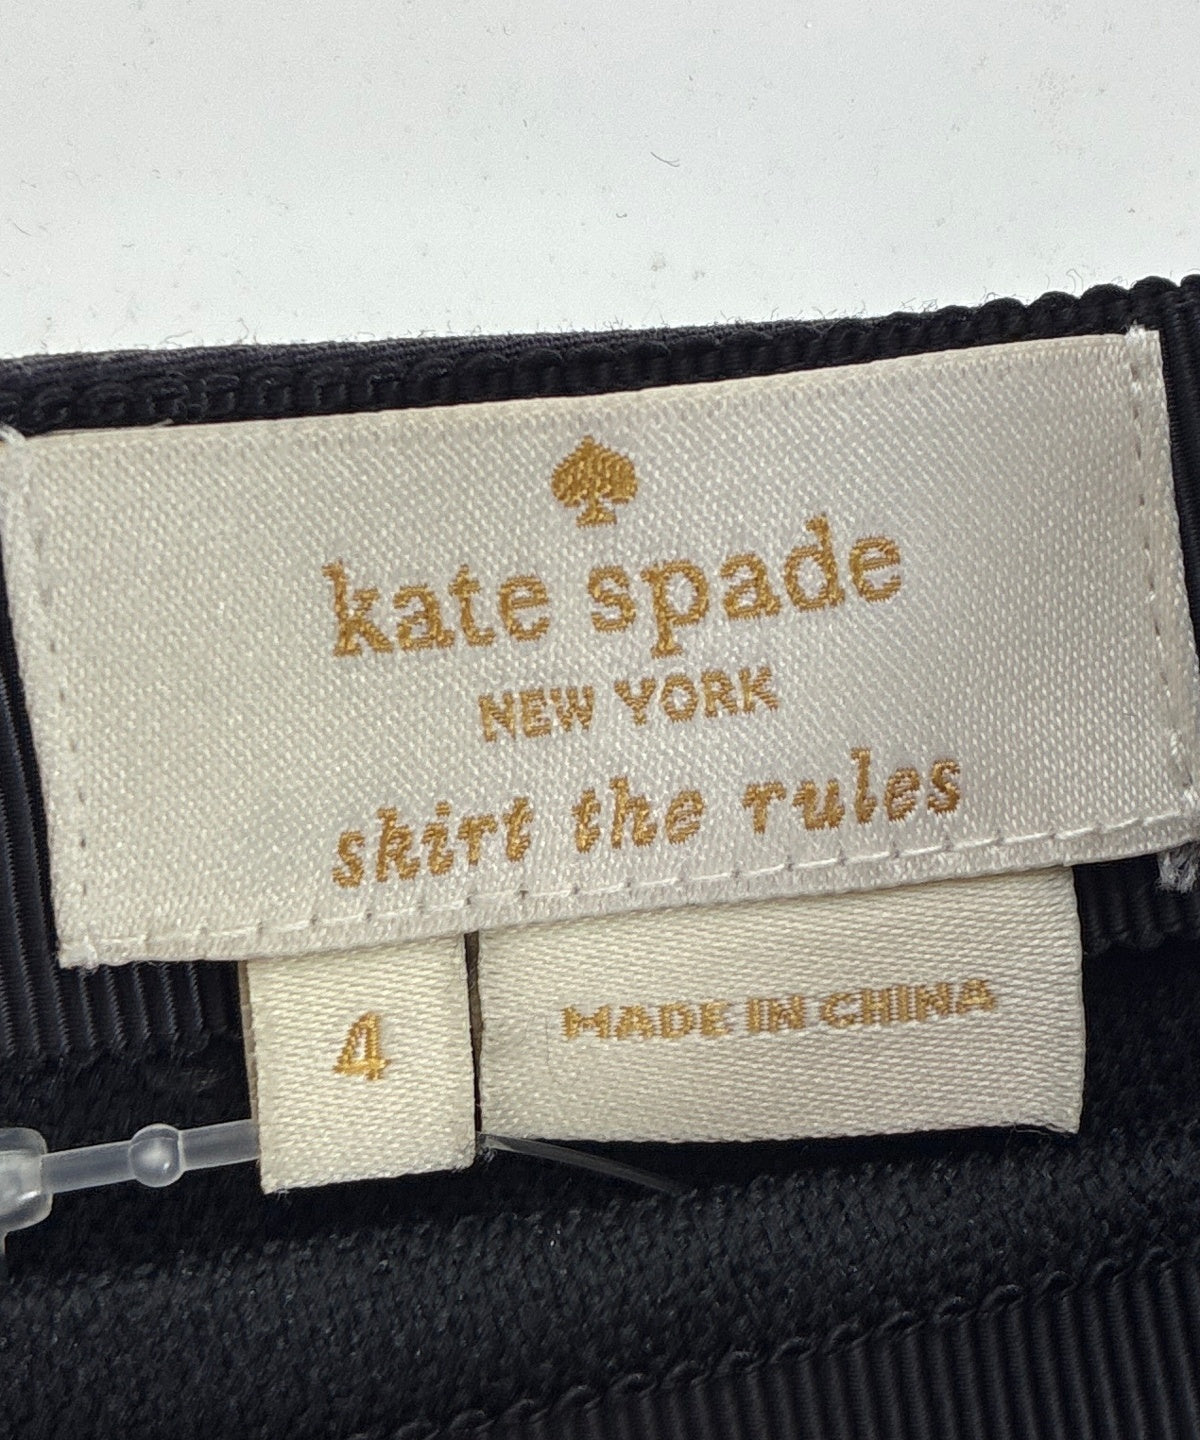 kate spade
NEW YORK
skirt the rules
4
MADE IN CHINA